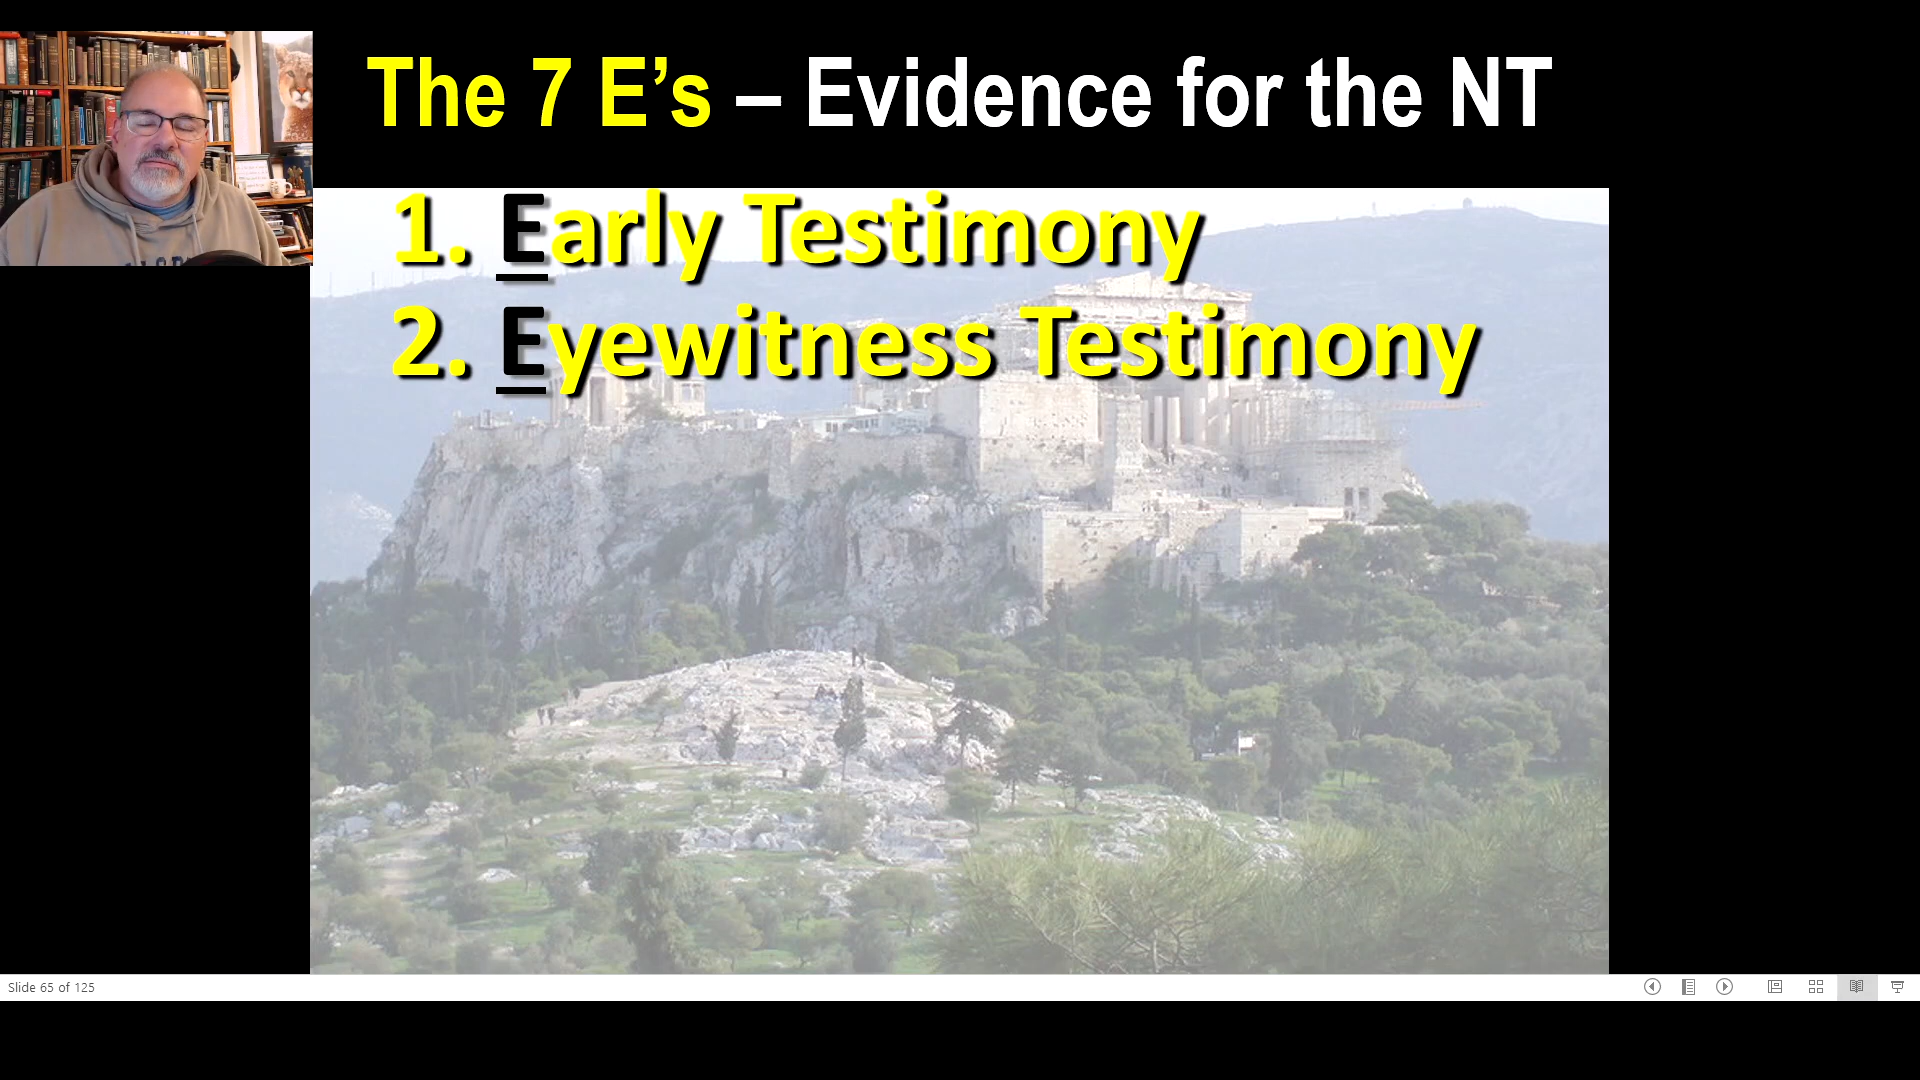 The 7 E’s – Evidence for the NT
1. Early Testimony
2. Eyewitness Testimony
Slide 65 of 125